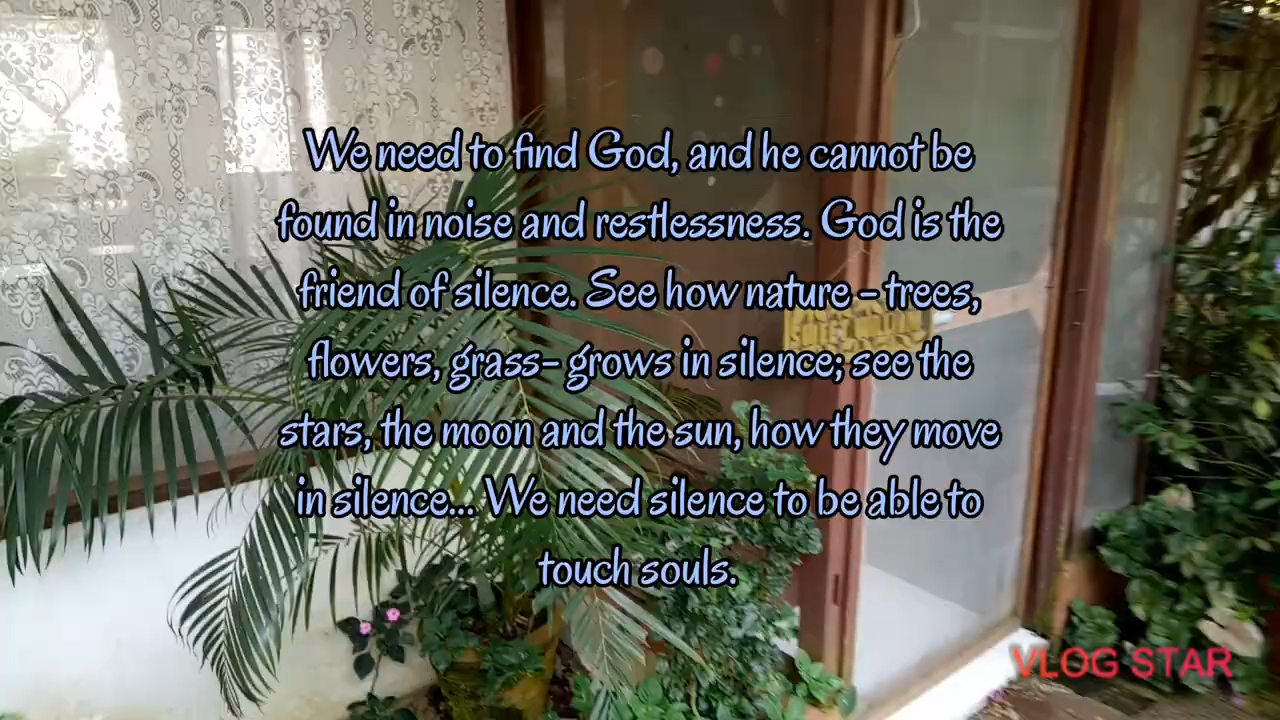 We need to find God, and he cannot be
found in noise and restlessness. God is the
friend of silence. See how nature - trees,
flowers, grass- grows in silence; see the
stars, the moon and the sun, how they move
in silence... We need silence to be able to
touch souls.
VLOG STAR